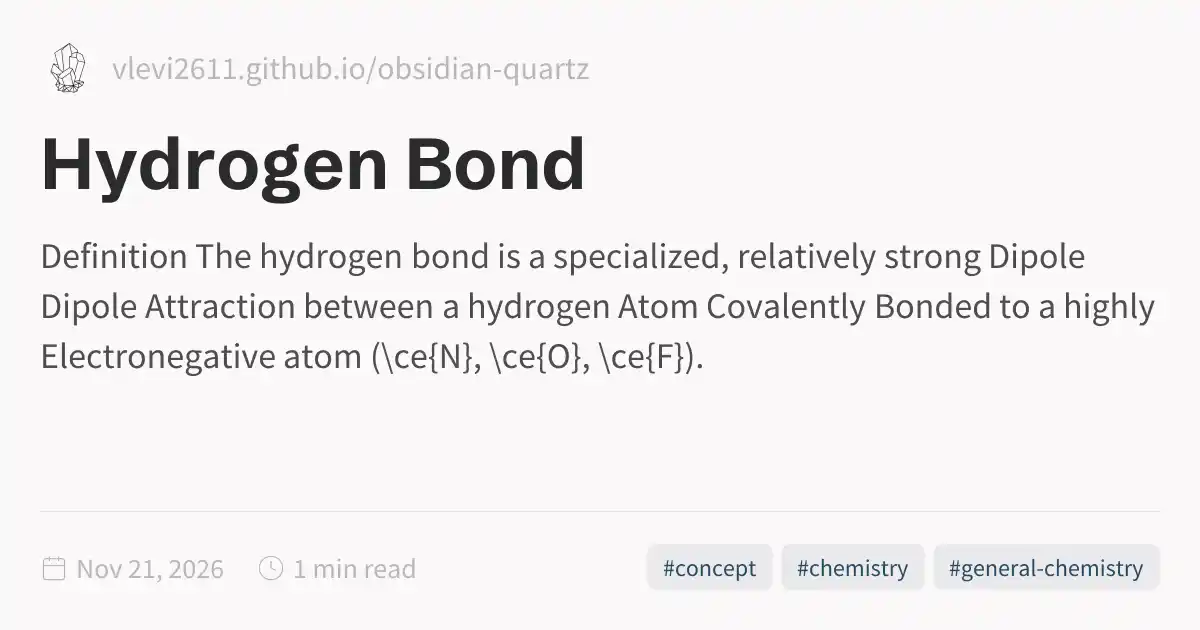 vlevi2611.github.io/obsidian-quartz
Hydrogen Bond
Definition The hydrogen bond is a specialized, relatively strong Dipole
Dipole Attraction between a hydrogen Atom Covalently Bonded to a highly
Electronegative atom (\ce{N}, \ce{O}, \ce{F}).
Nov 21, 2026 1 min read #concept #chemistry #general-chemistry